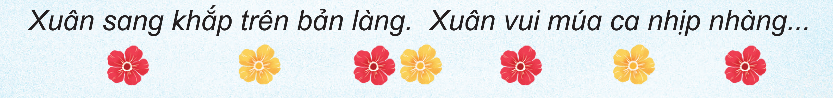 Xuân sang khắp trên bản làng. Xuân vui múa ca nhịp nhàng...